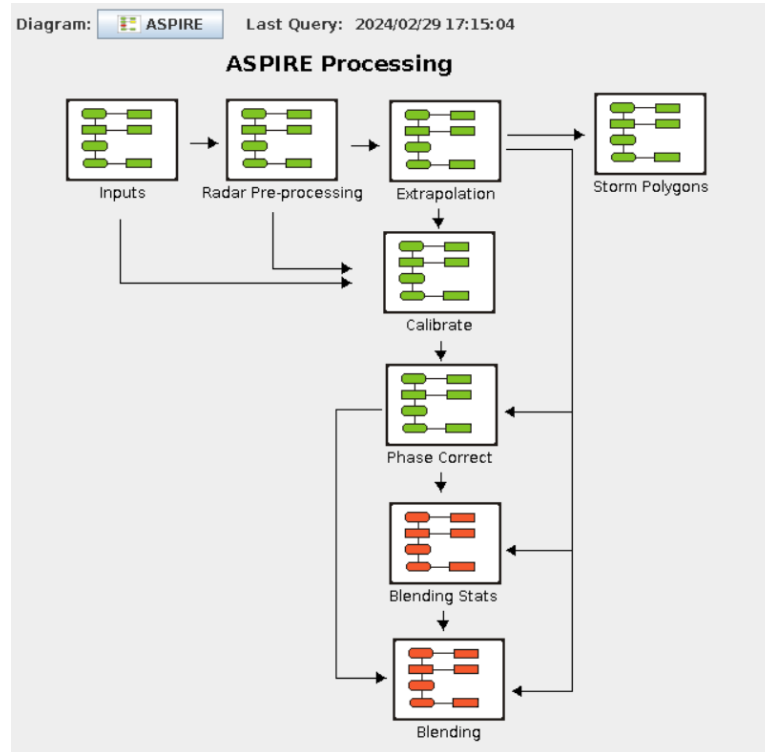 Diagram: ASPIRE Last Query: 2024/02/29 17:15:04
ASPIRE Processing
Inputs
Radar Pre-processing
Extrapolation
Storm Polygons
Calibrate
Phase Correct
Blending Stats
Blending